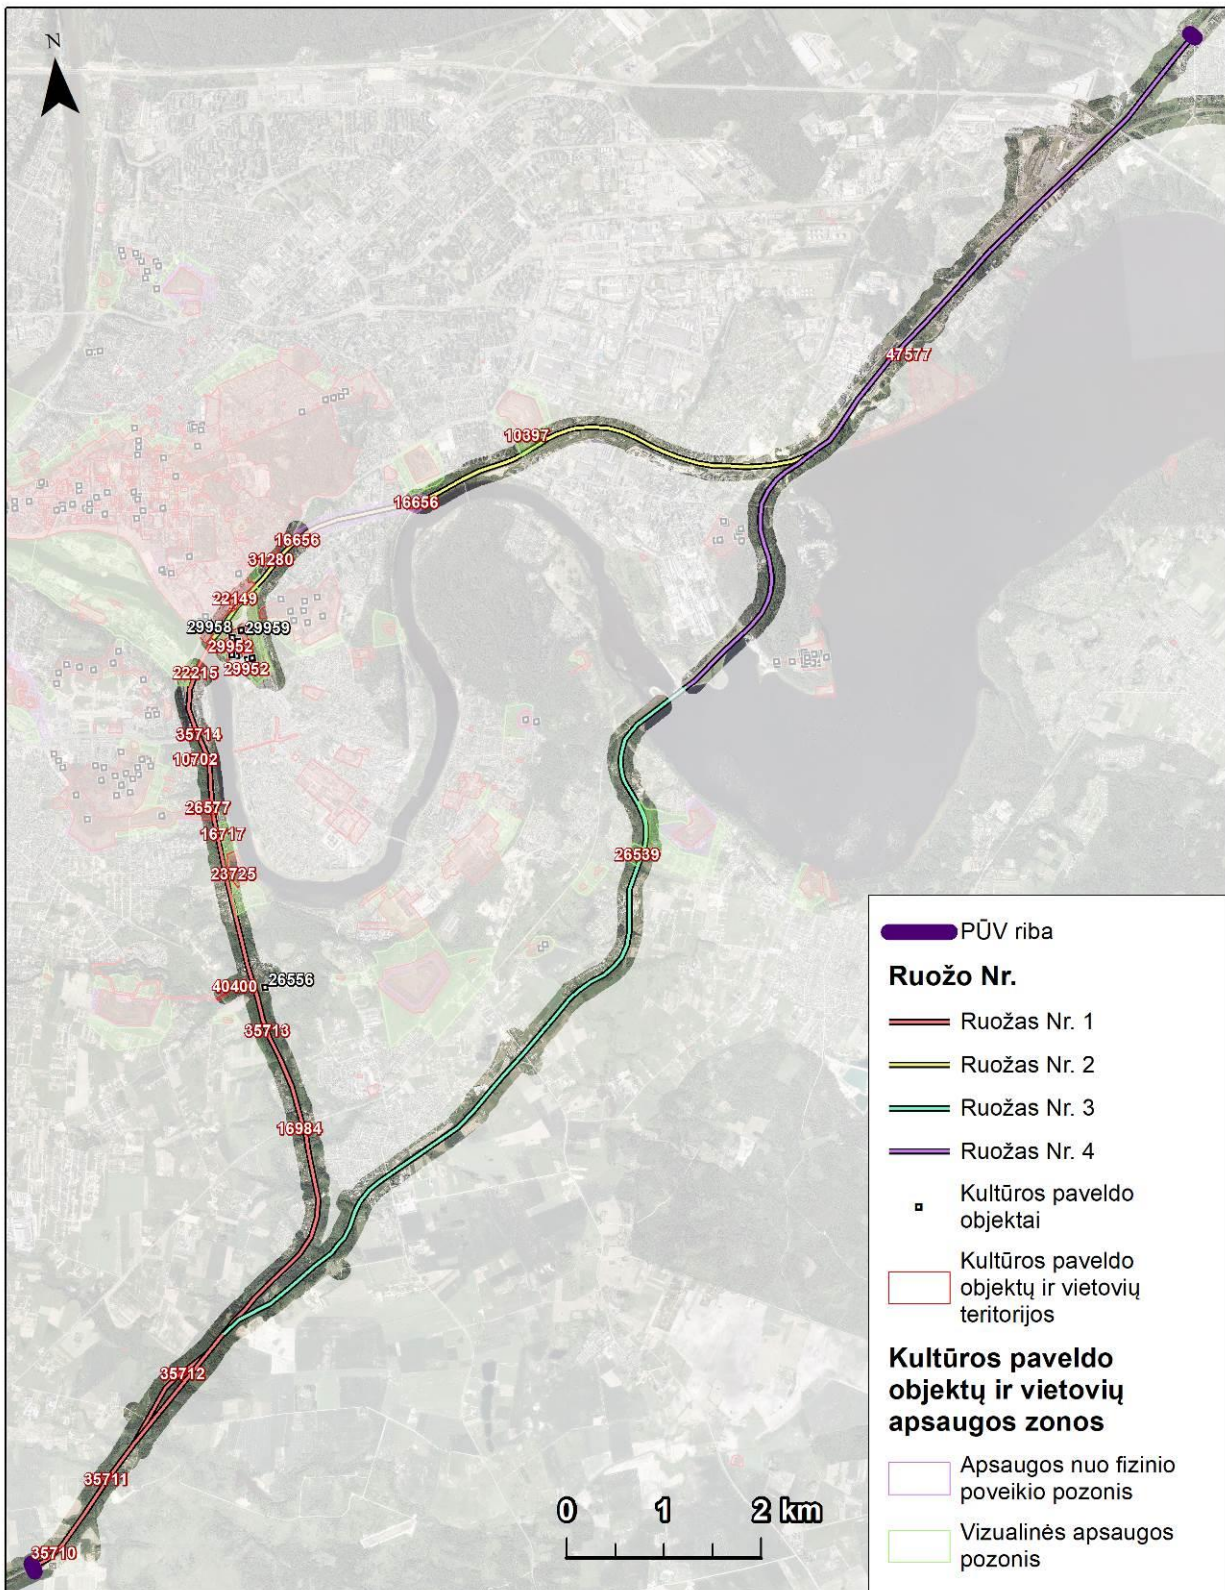 N
47577
10397
16656
16656
31280
22149
29958
29959
29952
29952
22215
35714
10702
26577
16717
23725
26539
40400
26556
35713
16984
35712
35711
35710
0 1 2 km
PŪV riba
Ruožo Nr.
Ruožas Nr. 1
Ruožas Nr. 2
Ruožas Nr. 3
Ruožas Nr. 4
Kultūros paveldo
objektai
Kultūros paveldo
objektų ir vietovių
teritorijos
Kultūros paveldo
objektų ir vietovių
apsaugos zonos
Apsaugos nuo fizinio
poveikio pozonis
Vizualinės apsaugos
pozonis